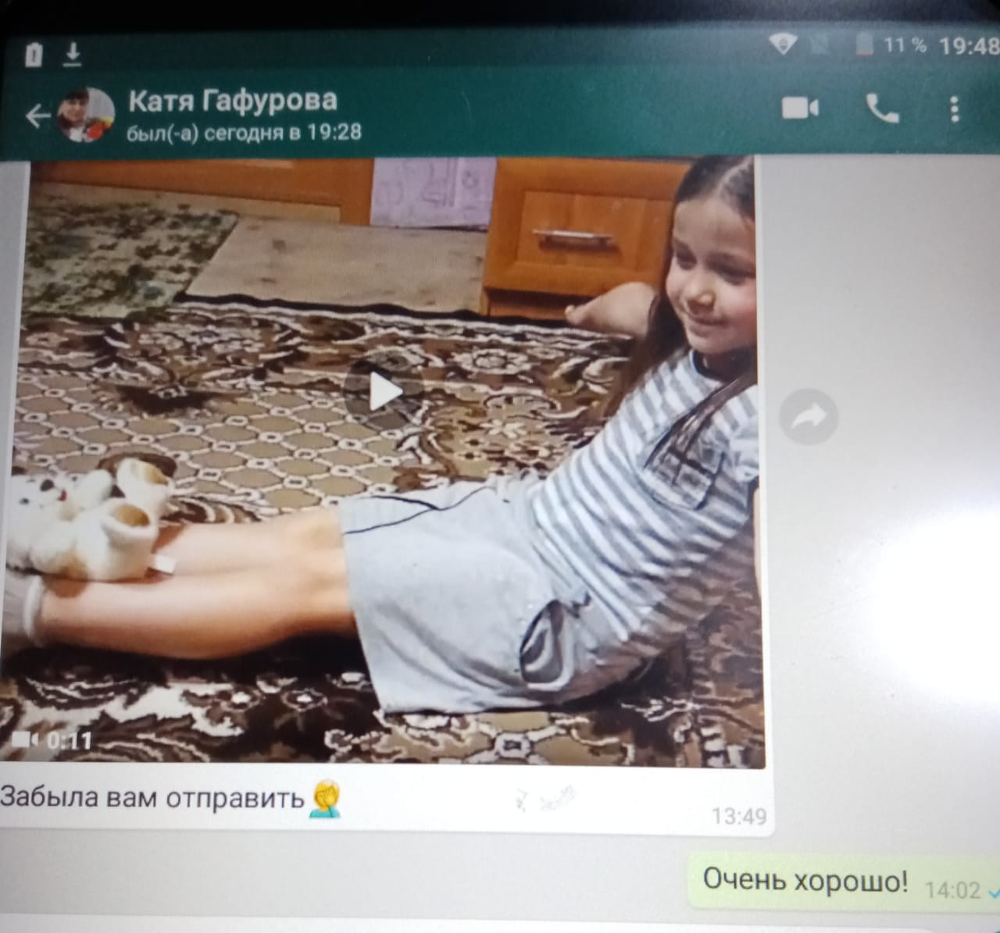 11 % 19:48
Катя Гафурова
был(-а) сегодня в 19:28
0:11
Забыла вам отправить🤦
13:49
Очень хорошо! 14:02